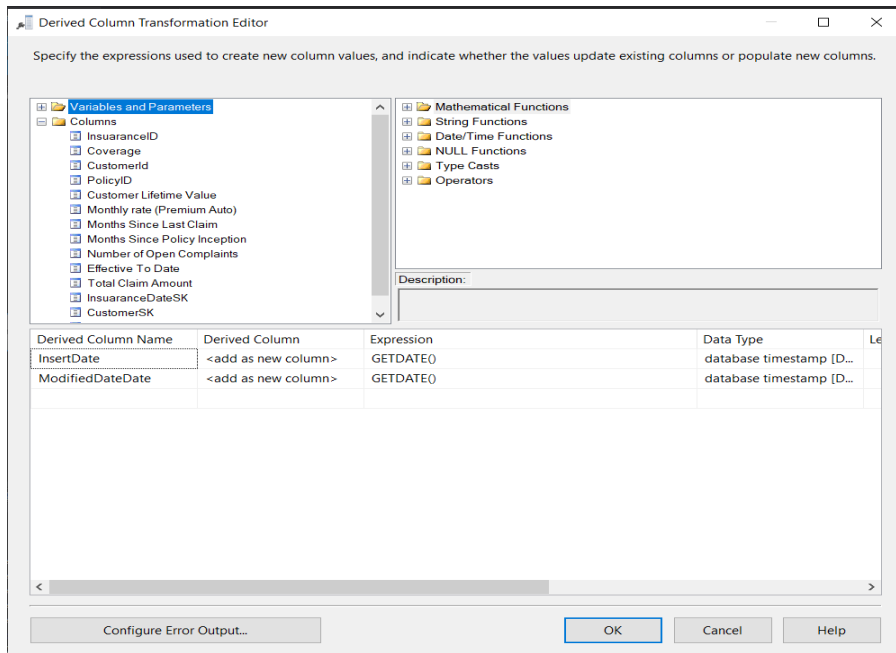 Derived Column Transformation Editor
Specify the expressions used to create new column values, and indicate whether the values update existing columns or populate new columns.
Variables and Parameters
Columns
InsuaranceID
Coverage
CustomerId
PolicyID
Customer Lifetime Value
Monthly rate (Premium Auto)
Months Since Last Claim
Months Since Policy Inception
Number of Open Complaints
Effective To Date
Total Claim Amount
InsuaranceDateSK
CustomerSK
Mathematical Functions
String Functions
Date/Time Functions
NULL Functions
Type Casts
Operators
Description:
Derived Column Name Derived Column Expression Data Type Le
InsertDate <add as new column> GETDATE() database timestamp [D...
ModifiedDateDate <add as new column> GETDATE() database timestamp [D...
Configure Error Output... OK Cancel Help